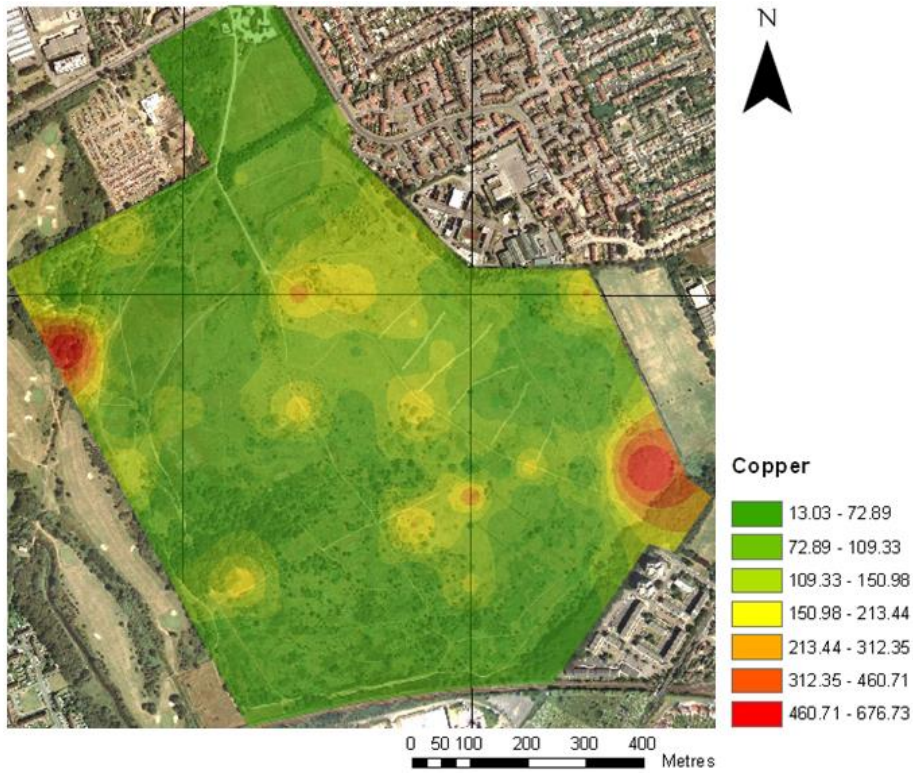 N
Copper
13.03 - 72.89
72.89 - 109.33
109.33 - 150.98
150.98 - 213.44
213.44 - 312.35
312.35 - 460.71
460.71 - 676.73
0 50 100 200 300 400
Metres